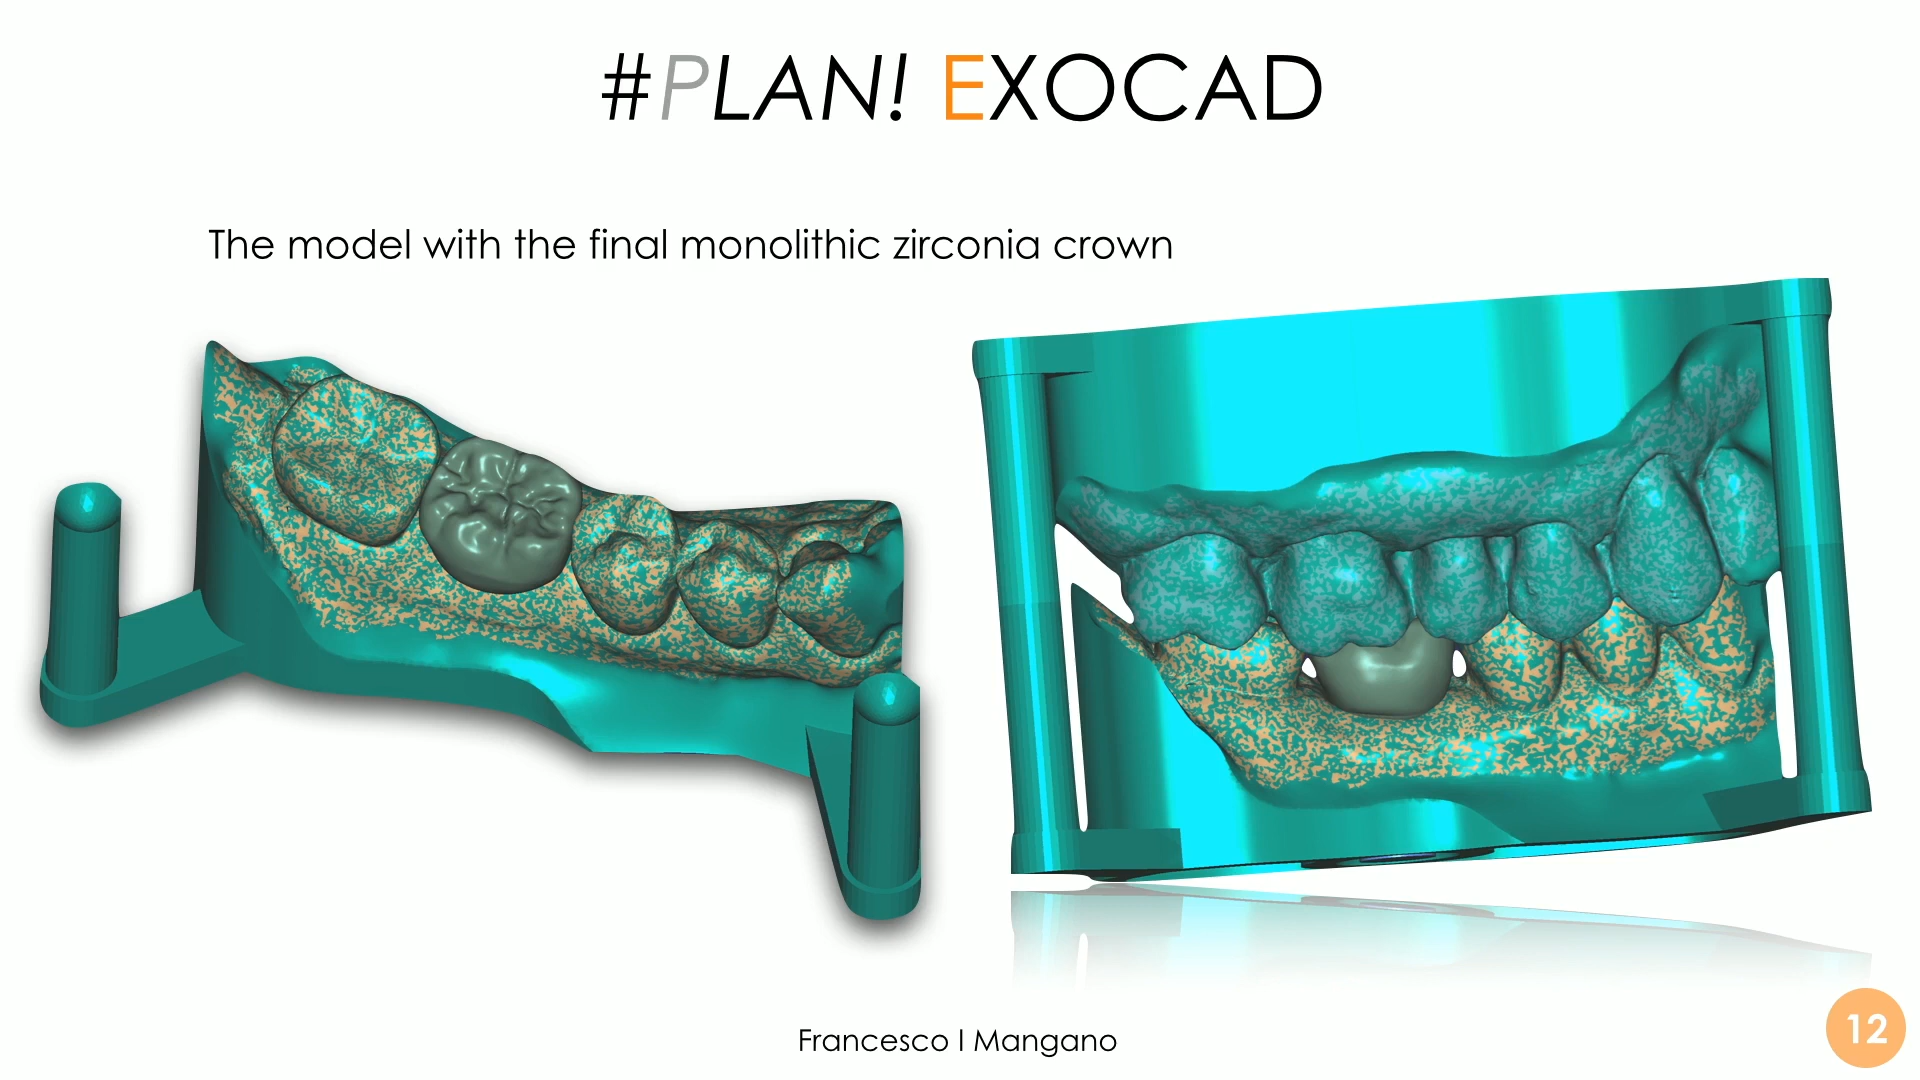 #PLAN! EXOCAD
The model with the final monolithic zirconia crown
Francesco I Mangano
12